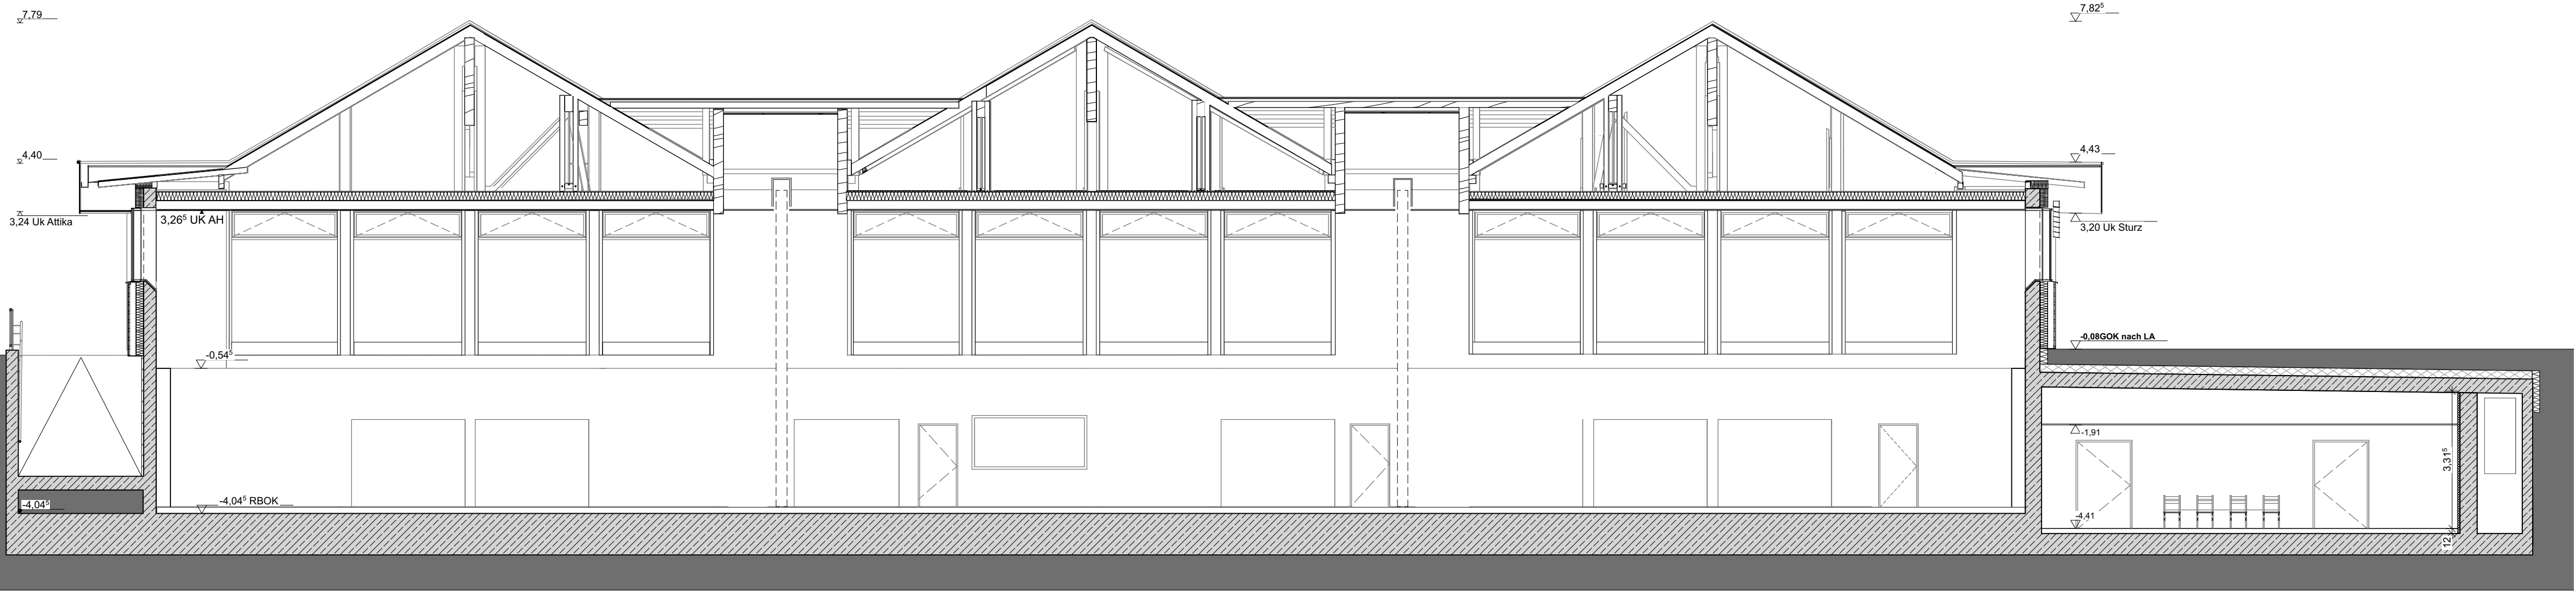 7,79
7,82⁵
4,40
4,43
3,24 Uk Attika
3,26⁵ UK AH
3,20 Uk Sturz
-0,08GOK nach LA
-0,54⁵
-1,91
3,31⁵
-4,04⁵
-4,04⁵ RBOK
-4,41
12